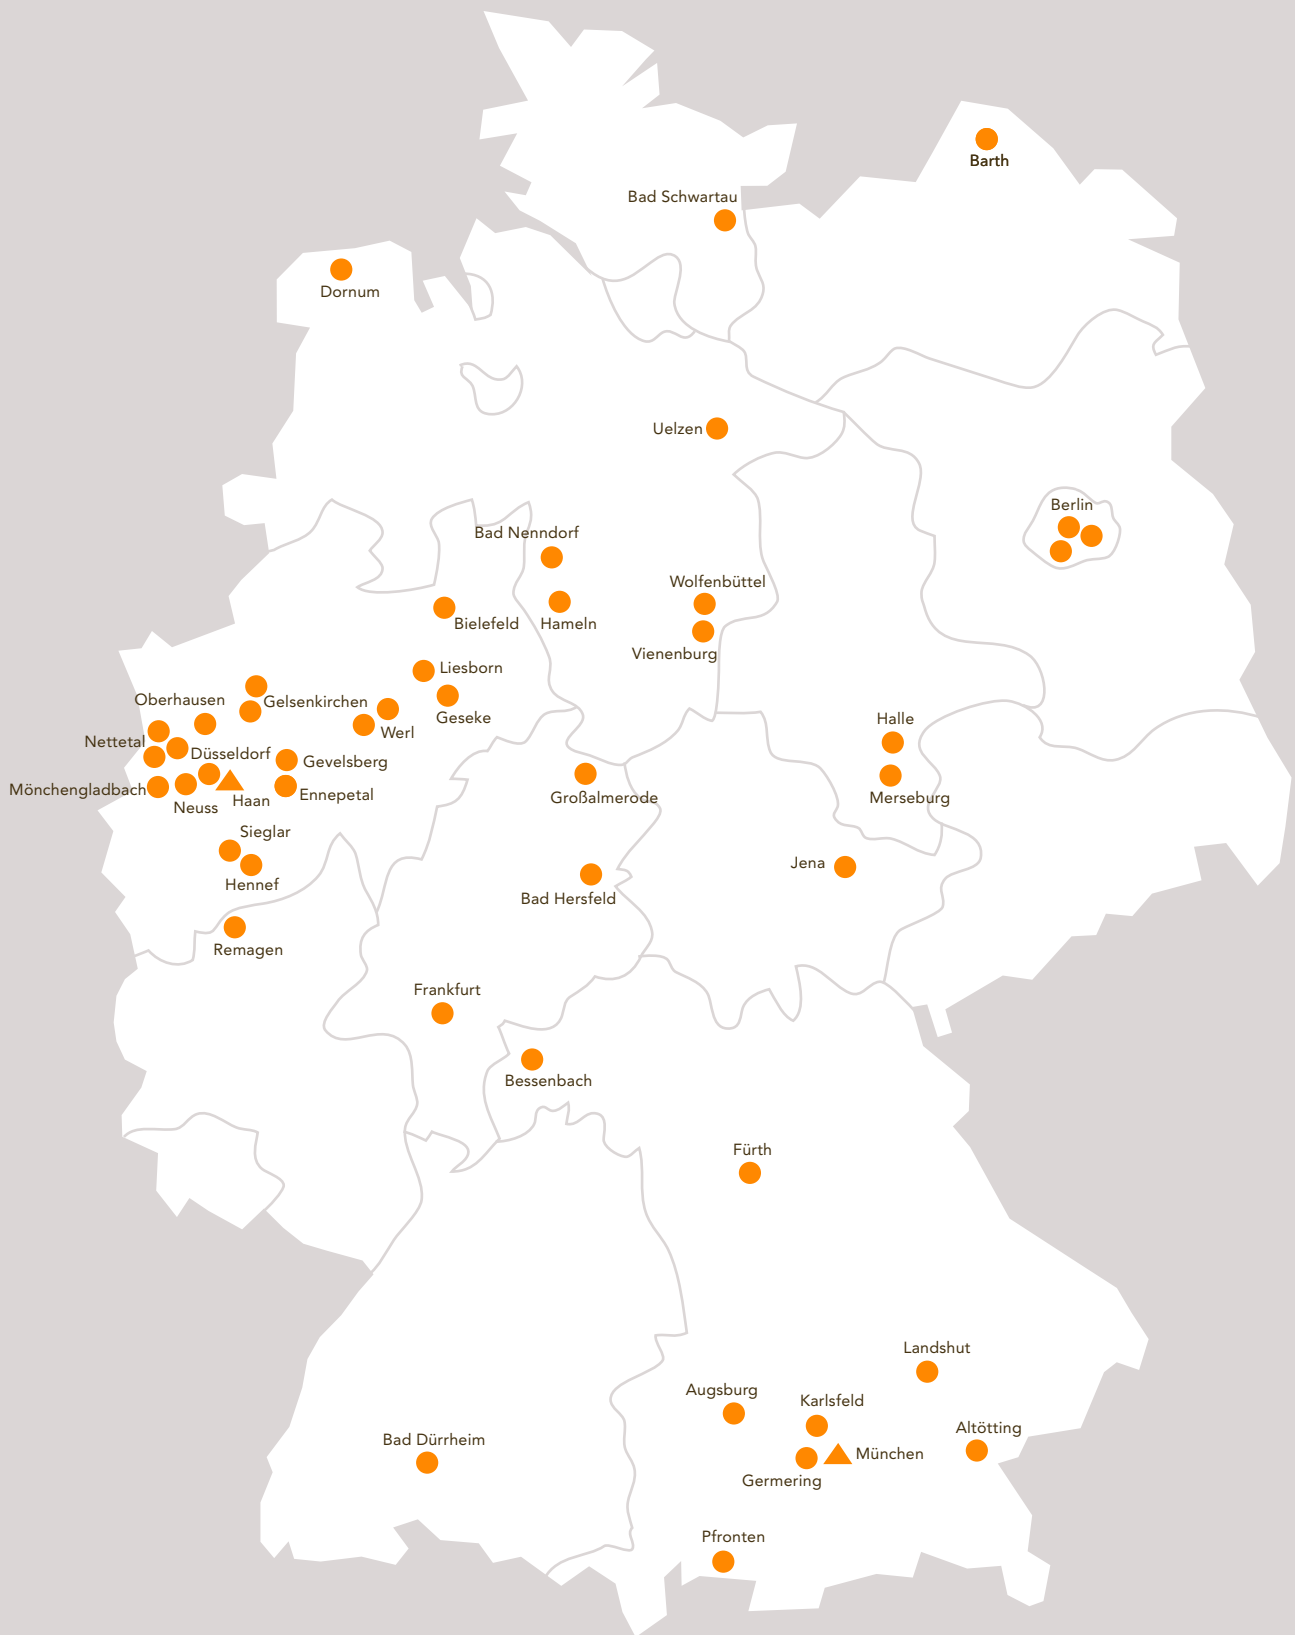 Barth
Bad Schwartau
Dornum
Uelzen
Berlin
Bad Nenndorf
Wolfenbüttel
Bielefeld
Hameln
Vienenburg
Liesborn
Oberhausen
Gelsenkirchen
Geseke
Halle
Werl
Nettetal
Düsseldorf
Gevelsberg
Mönchengladbach
Ennepetal
Großalmerode
Merseburg
Haan
Neuss
Sieglar
Jena
Hennef
Bad Hersfeld
Remagen
Frankfurt
Bessenbach
Fürth
Landshut
Augsburg
Karlsfeld
Altötting
Bad Dürrheim
München
Germering
Pfronten